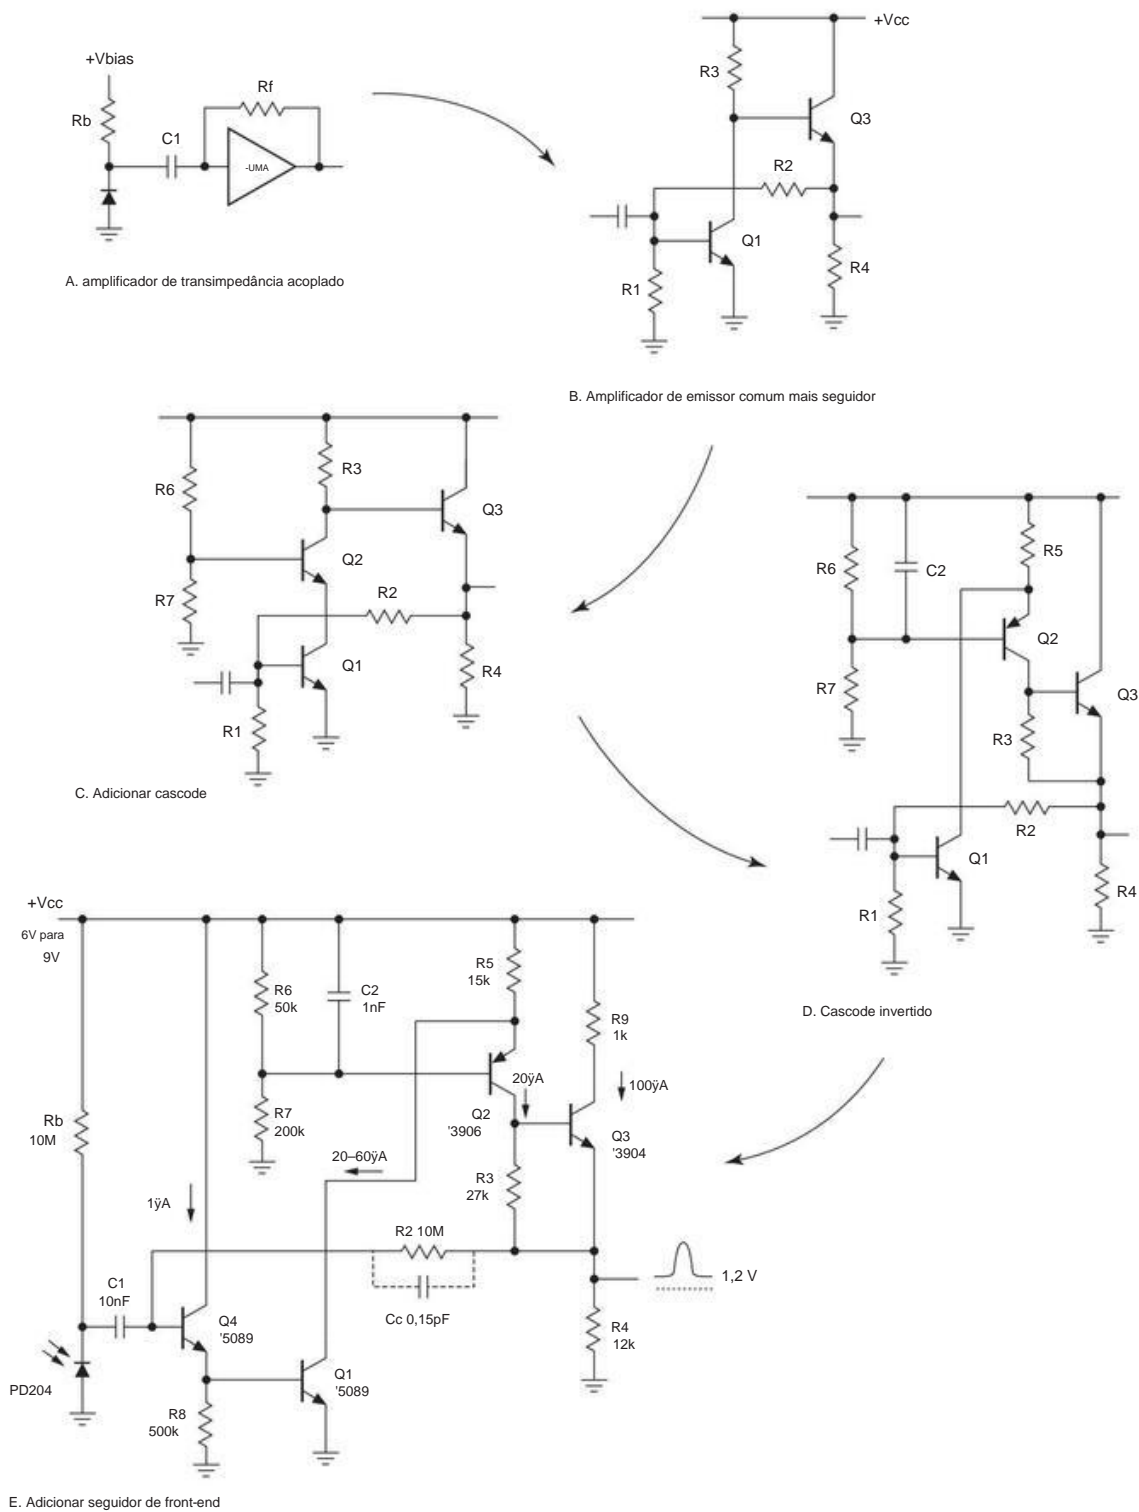 +Vbias
Rb
Rf
C1
-UMA
A. amplificador de transimpedância acoplado
+Vcc
R3
Q3
R2
Q1
R1
R4
B. Amplificador de emissor comum mais seguidor
R6
R3
Q3
Q2
R7
R2
Q1
R4
R1
C. Adicionar cascode
R5
R6
C2
Q2
R7
Q3
R3
R2
Q1
R1
R4
D. Cascode invertido
+Vcc
6V para
9V
R5
15k
R6
50k
C2
1nF
R9
1k
20ÿA
100ÿA
Rb
10M
R7
200k
Q2
'3906
Q3
'3904
20–60ÿA
R3
27k
1ÿA
R2 10M
C1
10nF
1,2 V
Cc 0,15pF
Q4
'5089
R4
12k
PD204
Q1
'5089
R8
500k
E. Adicionar seguidor de front-end